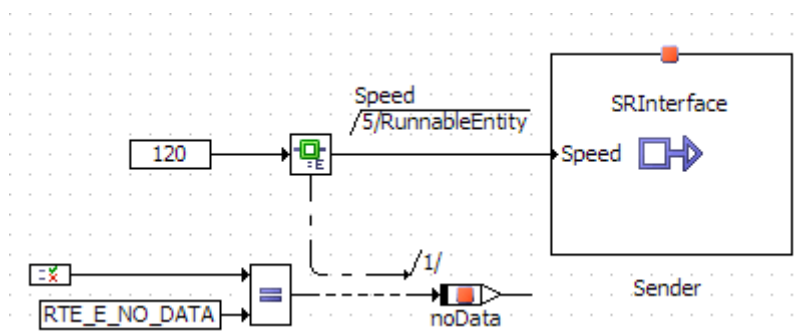 Speed
/5/RunnableEntity
SRInterface
120
Speed
=E
/1/
RTE_E_NO_DATA
=
noData
Sender